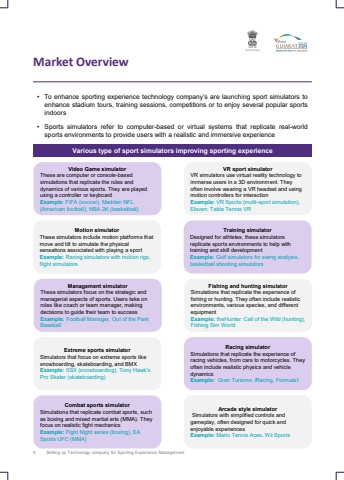 GUJARAT
Market Overview
• To enhance sporting experience technology company's are launching sport simulators to
enhance stadium tours, training sessions, competitions or to enjoy several popular sports
indoors
• Sports simulators refer to computer-based or virtual systems that replicate real-world
sports environments to provide users with a realistic and immersive experience
Various type of sport simulators improving sporting experience
Video Game simulator
These are computer or console-based
simulations that replicate the rules and
dynamics of various sports. They are played
using a controller or keyboard
Example: FIFA (soccer), Madden NFL
(American football), NBA 2K (basketball)
VR sport simulator
VR simulators use virtual reality technology to
immerse users in a 3D environment. They
often involve wearing a VR headset and using
motion controllers for interaction
Example: VR Sports (multi-sport simulation),
Eleven: Table Tennis VR
Motion simulator
These simulators include motion platforms that
move and tilt to simulate the physical
sensations associated with playing a sport
Example: Racing simulators with motion rigs,
flight simulators
Training simulator
Designed for athletes, these simulators
replicate sports environments to help with
training and skill development
Example: Golf simulators for swing analysis,
basketball shooting simulators
Management simulator
These simulators focus on the strategic and
managerial aspects of sports. Users take on
roles like coach or team manager, making
decisions to guide their team to success
Example: Football Manager, Out of the Park
Baseball
Fishing and hunting simulator
Simulations that replicate the experience of
fishing or hunting. They often include realistic
environments, various species, and different
equipment
Example: theHunter: Call of the Wild (hunting),
Fishing Sim World
Extreme sports simulator
Simulators that focus on extreme sports like
snowboarding, skateboarding, and BMX
Example: SSX (snowboarding), Tony Hawk's
Pro Skater (skateboarding)
Racing simulator
Simulations that replicate the experience of
racing vehicles, from cars to motorcycles. They
often include realistic physics and vehicle
dynamics
Example: Gran Turismo, iRacing, Formula1
Combat sports simulator
Simulations that replicate combat sports, such
as boxing and mixed martial arts (MMA). They
focus on realistic fight mechanics
Example: Fight Night series (boxing), EA
Sports UFC (MMA)
Arcade style simulator
Simulators with simplified controls and
gameplay, often designed for quick and
enjoyable experiences
Example: Mario Tennis Aces, Wii Sports
4 Setting up Technology company for Sporting Experience Management